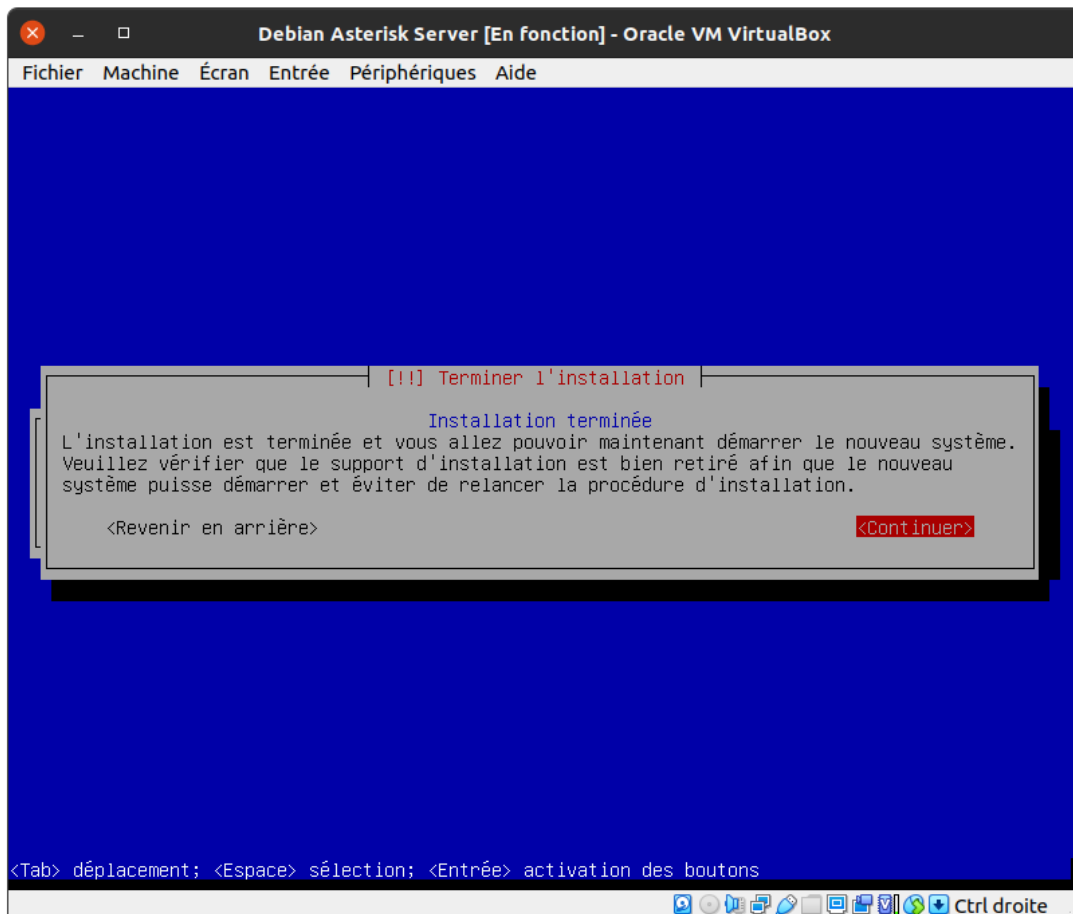 Debian Asterisk Server [En fonction] - Oracle VM VirtualBox
Fichier Machine Écran Entrée Périphériques Aide
[!!] Terminer l'installation
Installation terminée
L'installation est terminée et vous allez pouvoir maintenant démarrer le nouveau système.
Veuillez vérifier que le support d'installation est bien retiré afin que le nouveau
système puisse démarrer et éviter de relancer la procédure d'installation.
<Revenir en arrière> <Continuer>
<Tab> déplacement; <Espace> sélection; <Entrée> activation des boutons
Ctrl droite